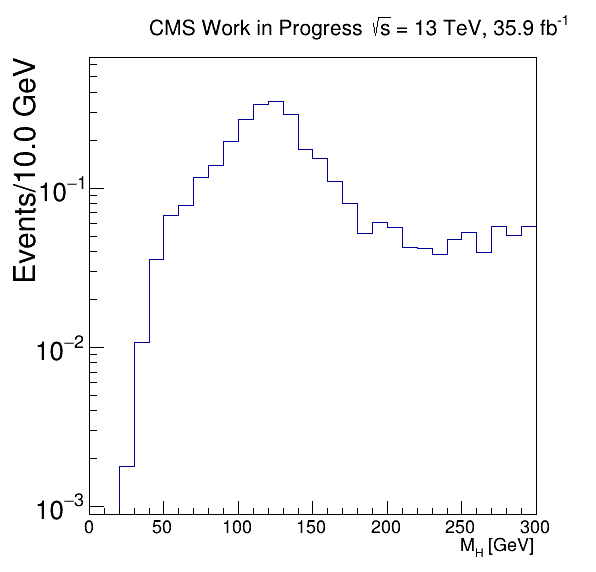 CMS Work in Progress √s = 13 TeV, 35.9 fb⁻¹
Events/10.0 GeV
10⁻¹
10⁻²
10⁻³
0 50 100 150 200 250 300
M_H [GeV]